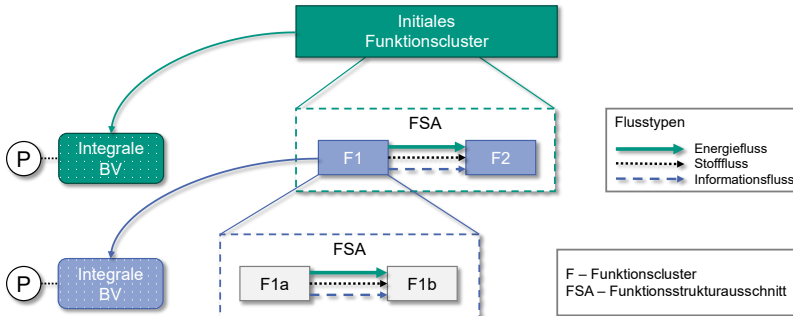 Initiales
Funktionscluster
FSA
Flusstypen
Energiefluss
Stofffluss
Informationsfluss
P
Integrale
BV
F1
F2
FSA
P
Integrale
BV
F1a
F1b
F – Funktionscluster
FSA – Funktionsstrukturausschnitt